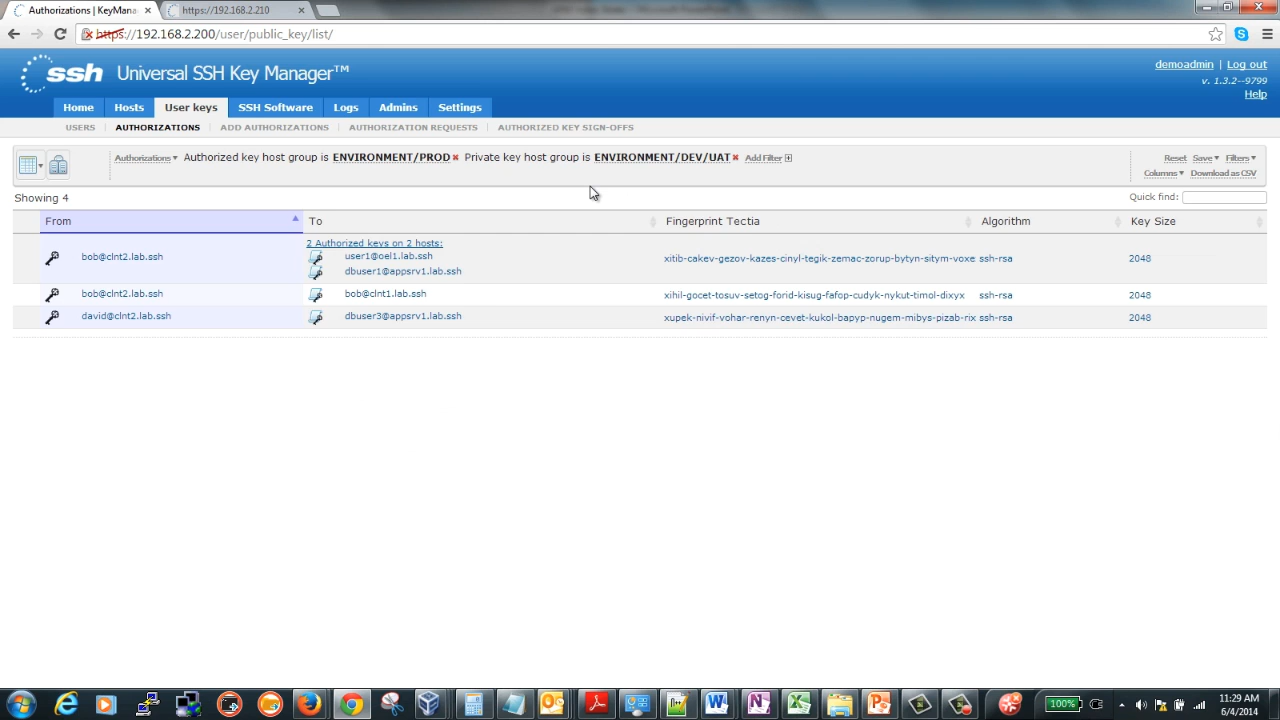 Authorizations | KeyMana
https://192.168.2.210
https://192.168.2.200/user/public_key/list/
ssh Universal SSH Key Manager™
demoadmin | Log out
v. 1.3.2--9799
Help
Home Hosts User keys SSH Software Logs Admins Settings
USERS AUTHORIZATIONS ADD AUTHORIZATIONS AUTHORIZATION REQUESTS AUTHORIZED KEY SIGN-OFFS
Authorizations Authorized key host group is ENVIRONMENT/PROD Private key host group is ENVIRONMENT/DEV/UAT Add Filter
Reset Save Filters
Columns Download as CSV
Showing 4
Quick find:
From To Fingerprint Tectia Algorithm Key Size
2 Authorized keys on 2 hosts:
bob@clnt2.lab.ssh user1@oel1.lab.ssh xitib-cakev-gezov-kazes-cinyl-tegik-zemac-zorup-bytyn-sitym-voxe ssh-rsa 2048
dbuser1@appsrv1.lab.ssh
bob@clnt2.lab.ssh bob@clnt1.lab.ssh xihil-gocet-tosuv-setog-forid-kisug-fafop-cudyk-nykut-timol-dixyx ssh-rsa 2048
david@clnt2.lab.ssh dbuser3@appsrv1.lab.ssh xupek-nivif-vohar-renyn-cevet-kukol-bapyp-nugem-mibys-pizab-rix ssh-rsa 2048
100%
11:29 AM
6/4/2014